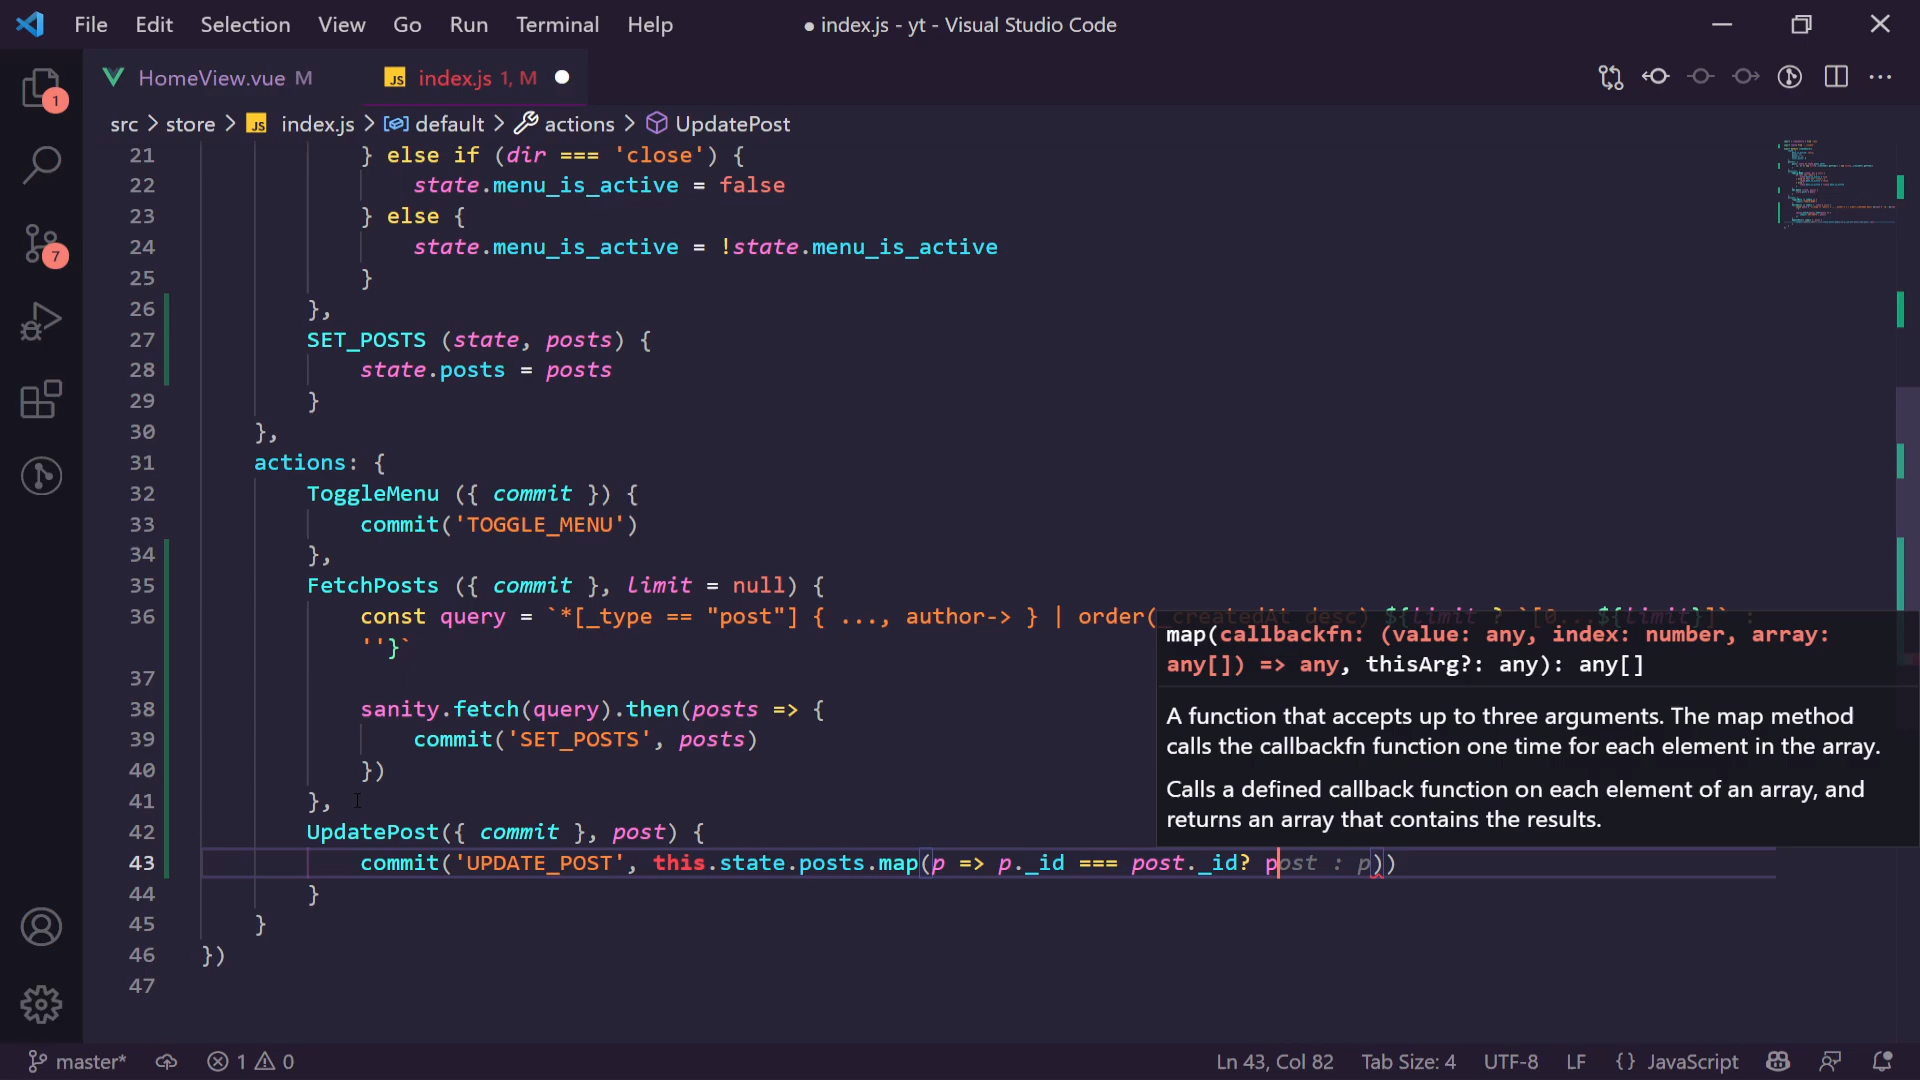 File Edit Selection View Go Run Terminal Help
● index.js - yt - Visual Studio Code
HomeView.vue M
JS index.js 1, M
src > store > JS index.js > default > actions > UpdatePost
1
7
21 } else if (dir === 'close') {
22 state.menu_is_active = false
23 } else {
24 state.menu_is_active = !state.menu_is_active
25 }
26 },
27 SET_POSTS (state, posts) {
28 state.posts = posts
29 }
30 },
31 actions: {
32 ToggleMenu ({ commit }) {
33 commit('TOGGLE_MENU')
34 },
35 FetchPosts ({ commit }, limit = null) {
36 const query = `*[_type == "post"] { ..., author-> } | order(_createdAt desc) ${limit ? `[0...${limit}]` :
''}`
37
38 sanity.fetch(query).then(posts => {
39 commit('SET_POSTS', posts)
40 })
41 },
42 UpdatePost({ commit }, post) {
43 commit('UPDATE_POST', this.state.posts.map(p => p._id === post._id? post : p))
44 }
45 }
46 })
47
map(callbackfn: (value: any, index: number, array:
any[]) => any, thisArg?: any): any[]
A function that accepts up to three arguments. The map method
calls the callbackfn function one time for each element in the array.
Calls a defined callback function on each element of an array, and
returns an array that contains the results.
master* 1 0 Ln 43, Col 82 Tab Size: 4 UTF-8 LF {} JavaScript